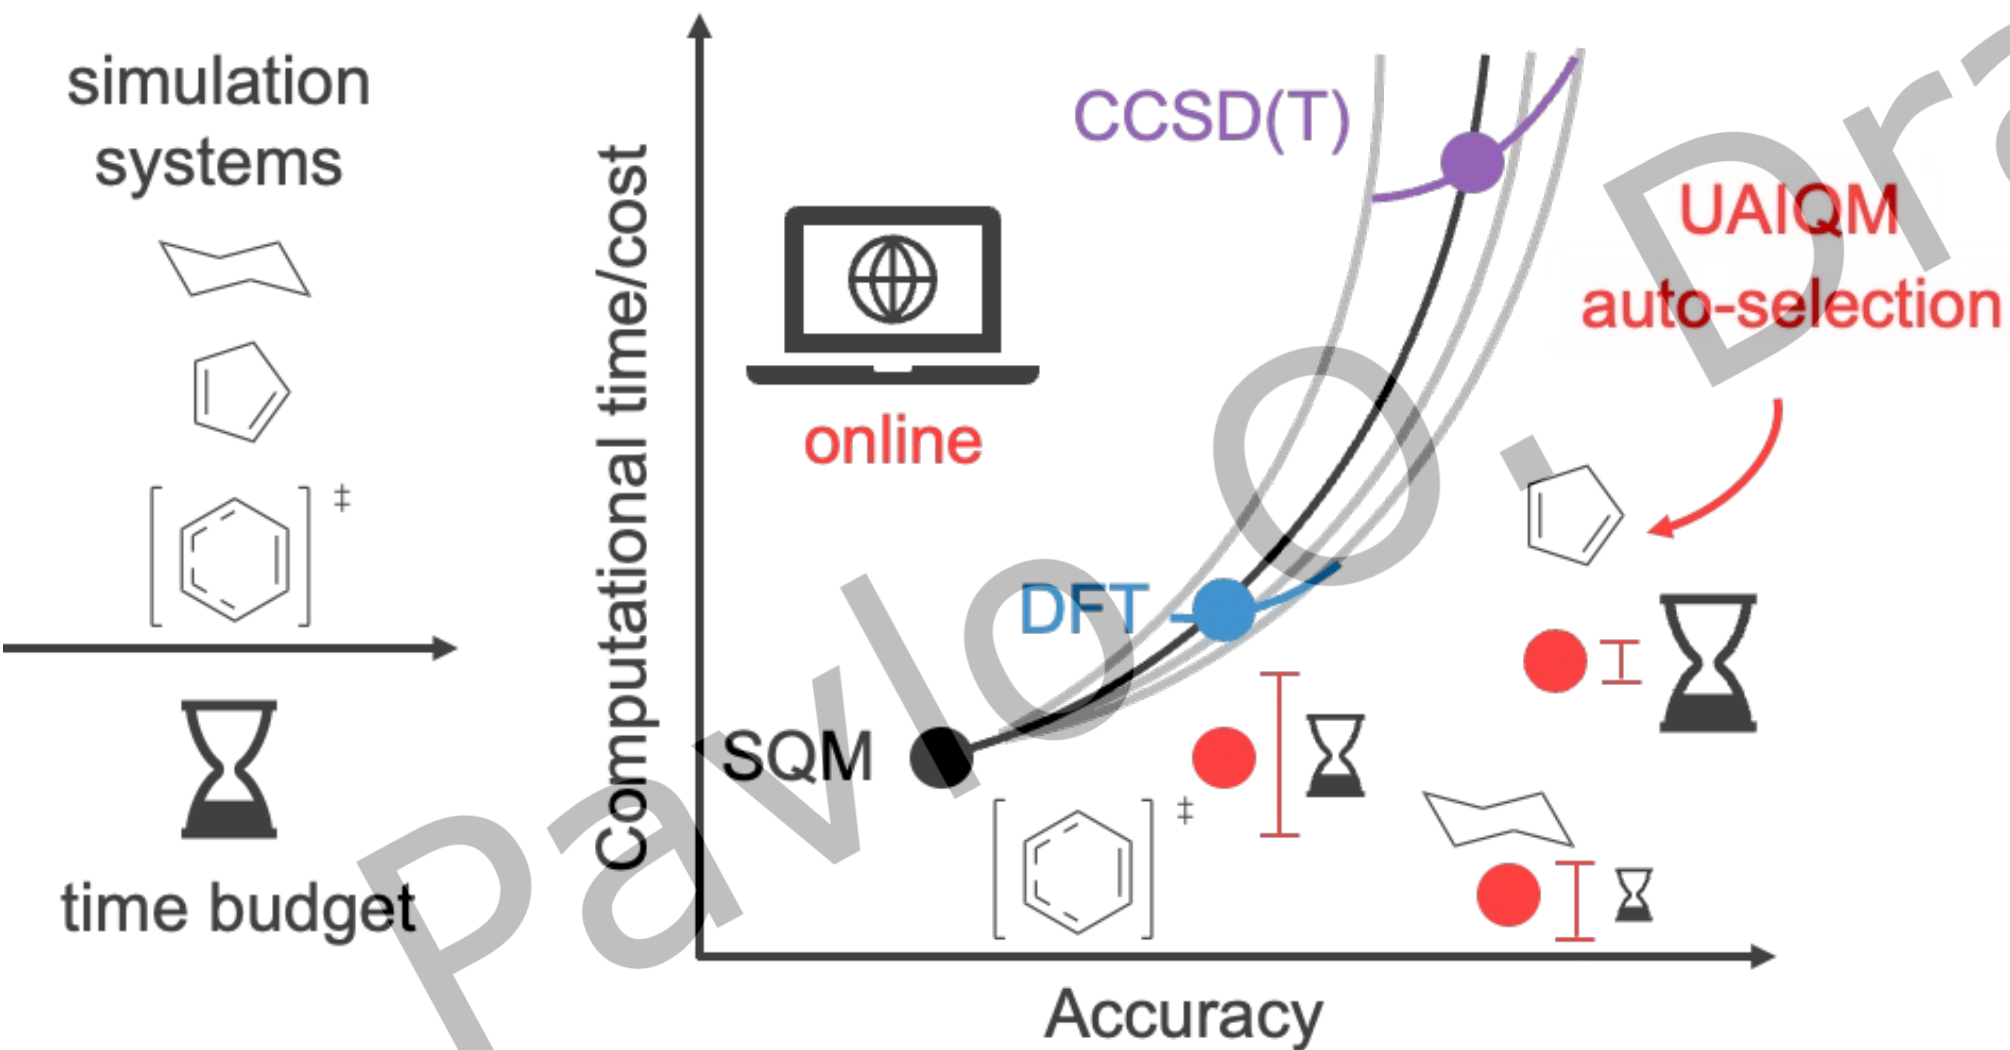 simulation
systems
‡
time budget
Computational time/cost
online
CCSD(T)
UAIQM
auto-selection
DFT
SQM
‡
Accuracy
Pavlo O. Dra